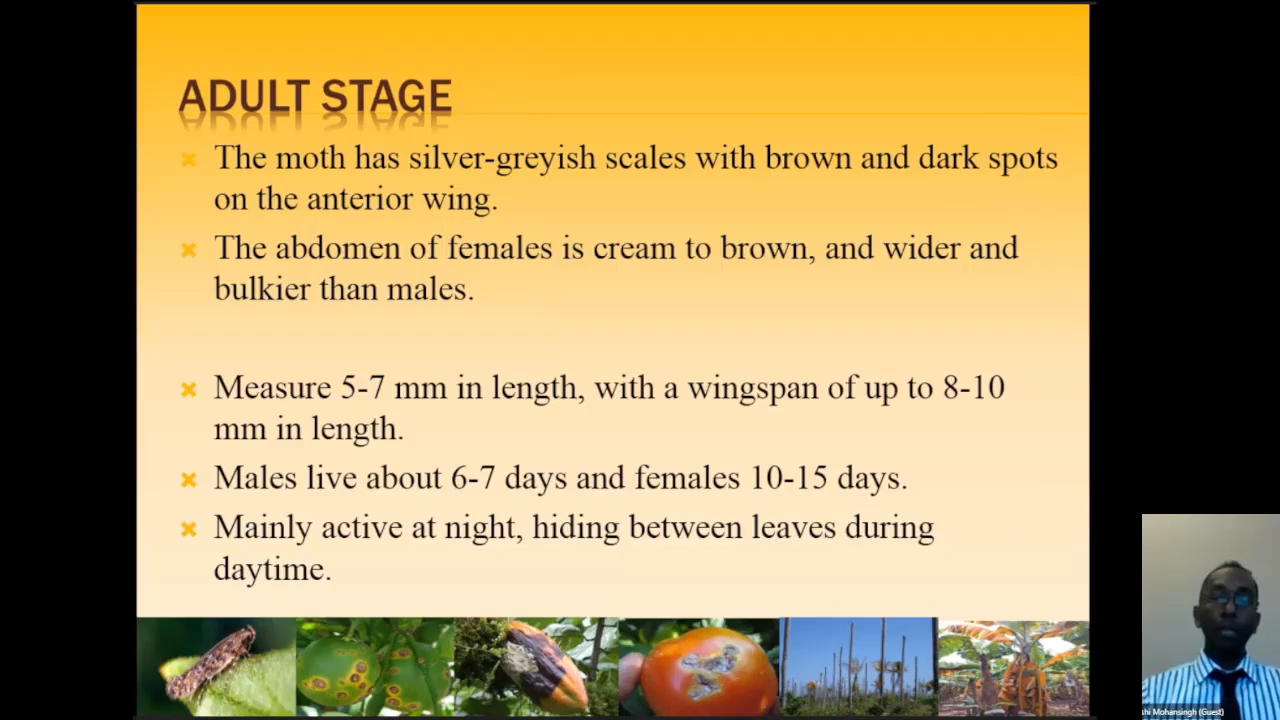 ADULT STAGE
The moth has silver-greyish scales with brown and dark spots
on the anterior wing.
The abdomen of females is cream to brown, and wider and
bulkier than males.
Measure 5-7 mm in length, with a wingspan of up to 8-10
mm in length.
Males live about 6-7 days and females 10-15 days.
Mainly active at night, hiding between leaves during
daytime.
Mohansingh (Guest)